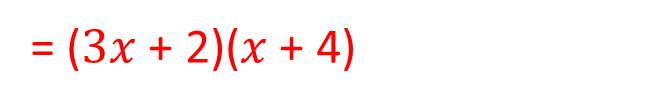 = (3x + 2)(x + 4)